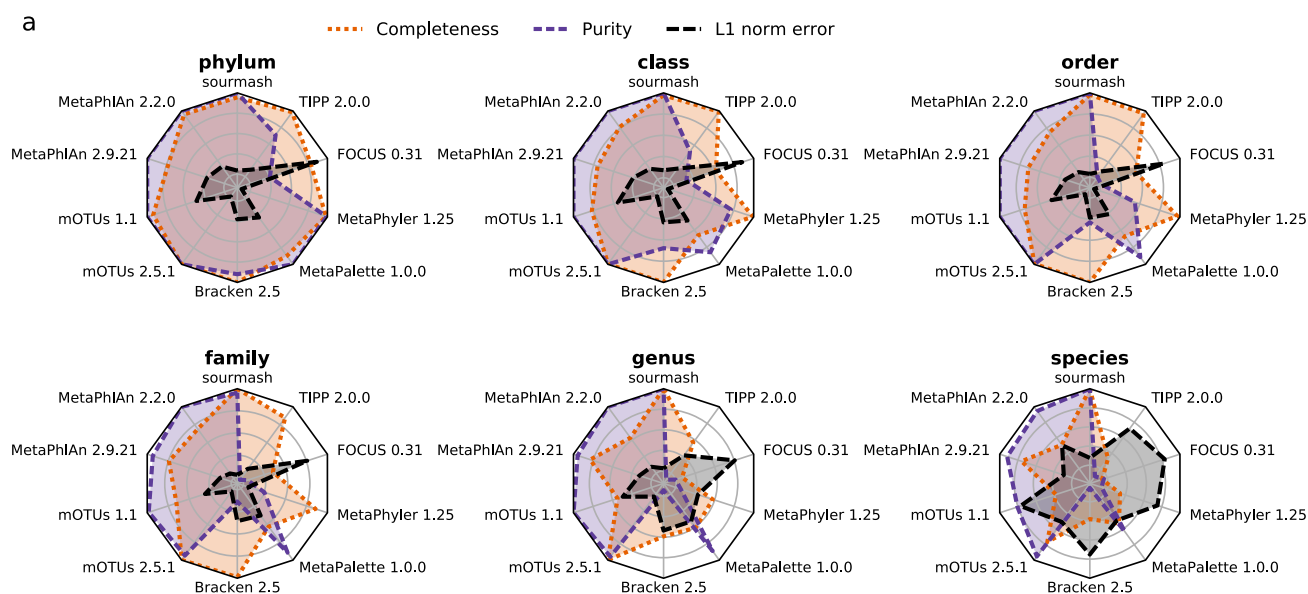 a
Completeness Purity L1 norm error
phylum
sourmash
TIPP 2.0.0
FOCUS 0.31
MetaPhyler 1.25
MetaPalette 1.0.0
Bracken 2.5
mOTUs 2.5.1
mOTUs 1.1
MetaPhlAn 2.9.21
MetaPhlAn 2.2.0
class
sourmash
TIPP 2.0.0
FOCUS 0.31
MetaPhyler 1.25
MetaPalette 1.0.0
Bracken 2.5
mOTUs 2.5.1
mOTUs 1.1
MetaPhlAn 2.9.21
MetaPhlAn 2.2.0
order
sourmash
TIPP 2.0.0
FOCUS 0.31
MetaPhyler 1.25
MetaPalette 1.0.0
Bracken 2.5
mOTUs 2.5.1
mOTUs 1.1
MetaPhlAn 2.9.21
MetaPhlAn 2.2.0
family
sourmash
TIPP 2.0.0
FOCUS 0.31
MetaPhyler 1.25
MetaPalette 1.0.0
Bracken 2.5
mOTUs 2.5.1
mOTUs 1.1
MetaPhlAn 2.9.21
MetaPhlAn 2.2.0
genus
sourmash
TIPP 2.0.0
FOCUS 0.31
MetaPhyler 1.25
MetaPalette 1.0.0
Bracken 2.5
mOTUs 2.5.1
mOTUs 1.1
MetaPhlAn 2.9.21
MetaPhlAn 2.2.0
species
sourmash
TIPP 2.0.0
FOCUS 0.31
MetaPhyler 1.25
MetaPalette 1.0.0
Bracken 2.5
mOTUs 2.5.1
mOTUs 1.1
MetaPhlAn 2.9.21
MetaPhlAn 2.2.0